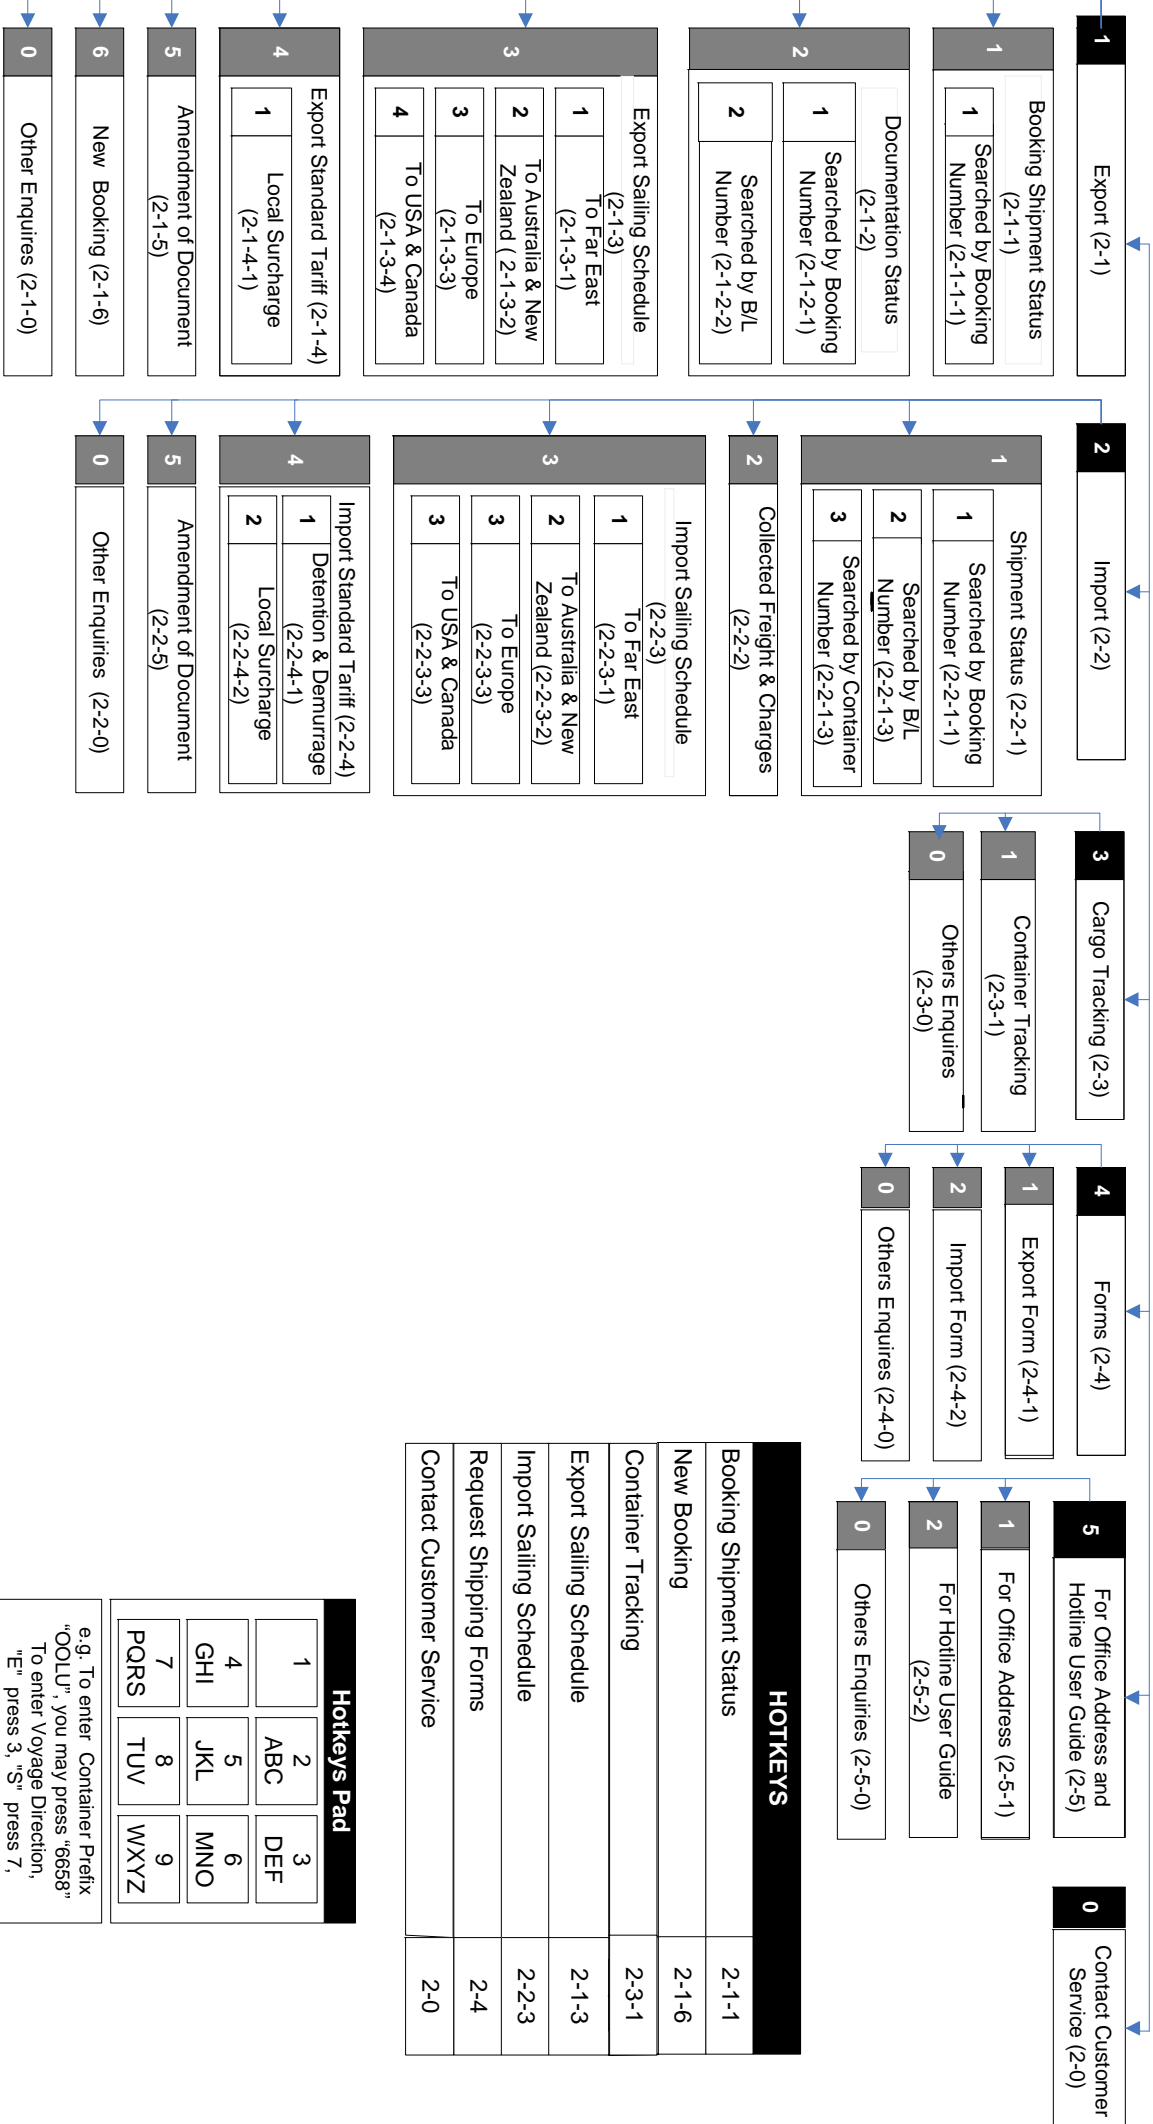 1
Export (2-1)
1
Booking Shipment Status
(2-1-1)
1
Searched by Booking
Number (2-1-1-1)
2
Documentation Status
(2-1-2)
1
Searched by Booking
Number (2-1-2-1)
2
Searched by B/L
Number (2-1-2-2)
3
Export Sailing Schedule
(2-1-3)
1
To Far East
(2-1-3-1)
2
To Australia & New
Zealand ( 2-1-3-2)
3
To Europe
(2-1-3-3)
4
To USA & Canada
(2-1-3-4)
4
Export Standard Tariff (2-1-4)
1
Local Surcharge
(2-1-4-1)
5
Amendment of Document
(2-1-5)
6
New Booking (2-1-6)
0
Other Enquires (2-1-0)
2
Import (2-2)
1
Shipment Status (2-2-1)
1
Searched by Booking
Number (2-2-1-1)
2
Searched by B/L
Number (2-2-1-3)
3
Searched by Container
Number (2-2-1-3)
2
Collected Freight & Charges
(2-2-2)
3
Import Sailing Schedule
(2-2-3)
1
To Far East
(2-2-3-1)
2
To Australia & New
Zealand (2-2-3-2)
3
To Europe
(2-2-3-3)
3
To USA & Canada
(2-2-3-3)
4
Import Standard Tariff (2-2-4)
1
Detention & Demurrage
(2-2-4-1)
2
Local Surcharge
(2-2-4-2)
5
Amendment of Document
(2-2-5)
0
Other Enquiries (2-2-0)
3
Cargo Tracking (2-3)
1
Container Tracking
(2-3-1)
0
Others Enquires
(2-3-0)
4
Forms (2-4)
1
Export Form (2-4-1)
2
Import Form (2-4-2)
0
Others Enquires (2-4-0)
5
For Office Address and
Hotline User Guide (2-5)
1
For Office Address (2-5-1)
2
For Hotline User Guide
(2-5-2)
0
Others Enquiries (2-5-0)
0
Contact Customer
Service (2-0)
HOTKEYS
Booking Shipment Status 2-1-1
New Booking 2-1-6
Container Tracking 2-3-1
Export Sailing Schedule 2-1-3
Import Sailing Schedule 2-2-3
Request Shipping Forms 2-4
Contact Customer Service 2-0
Hotkeys Pad
1 2 3
ABC DEF
4 5 6
GHI JKL MNO
7 8 9
PQRS TUV WXYZ
e.g. To enter Container Prefix
“OOLU”, you may press “6658”
To enter Voyage Direction,
"E" press 3, "S" press 7,